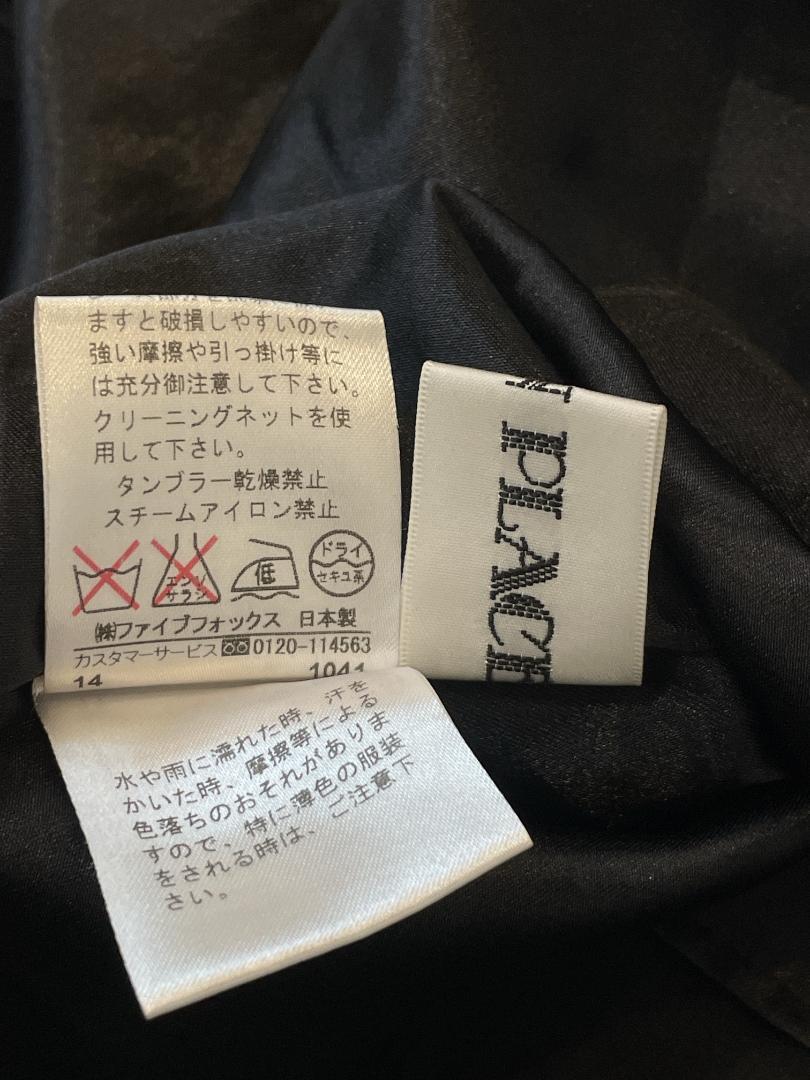 ますと破損しやすいので、
強い摩擦や引っ掛け等に
は充分御注意して下さい。
クリーニングネットを使
用して下さい。
タンブラー乾燥禁止
スチームアイロン禁止
エンソ
サラシ
低
ドライ
セキユ系
㈱ファイブフォックス 日本製
カスタマーサービス 0120-114563
14 1041
水や雨に濡れた時、汗を
かいた時、摩擦等による
色落ちのおそれがありま
すので、特に薄色の服装
をされる時は、ご注意下
さい。
N PLACE